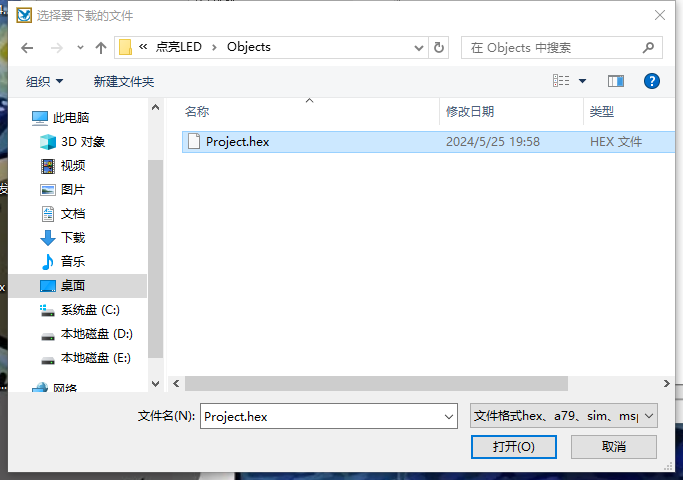 选择要下载的文件
« 点亮LED › Objects
在 Objects 中搜索
组织
新建文件夹
名称
修改日期
类型
此电脑
3D 对象
视频
图片
文档
下载
音乐
桌面
系统盘 (C:)
本地磁盘 (D:)
本地磁盘 (E:)
网络
Project.hex
2024/5/25 19:58
HEX 文件
文件名(N):
Project.hex
文件格式hex、a79、sim、msp
打开(O)
取消